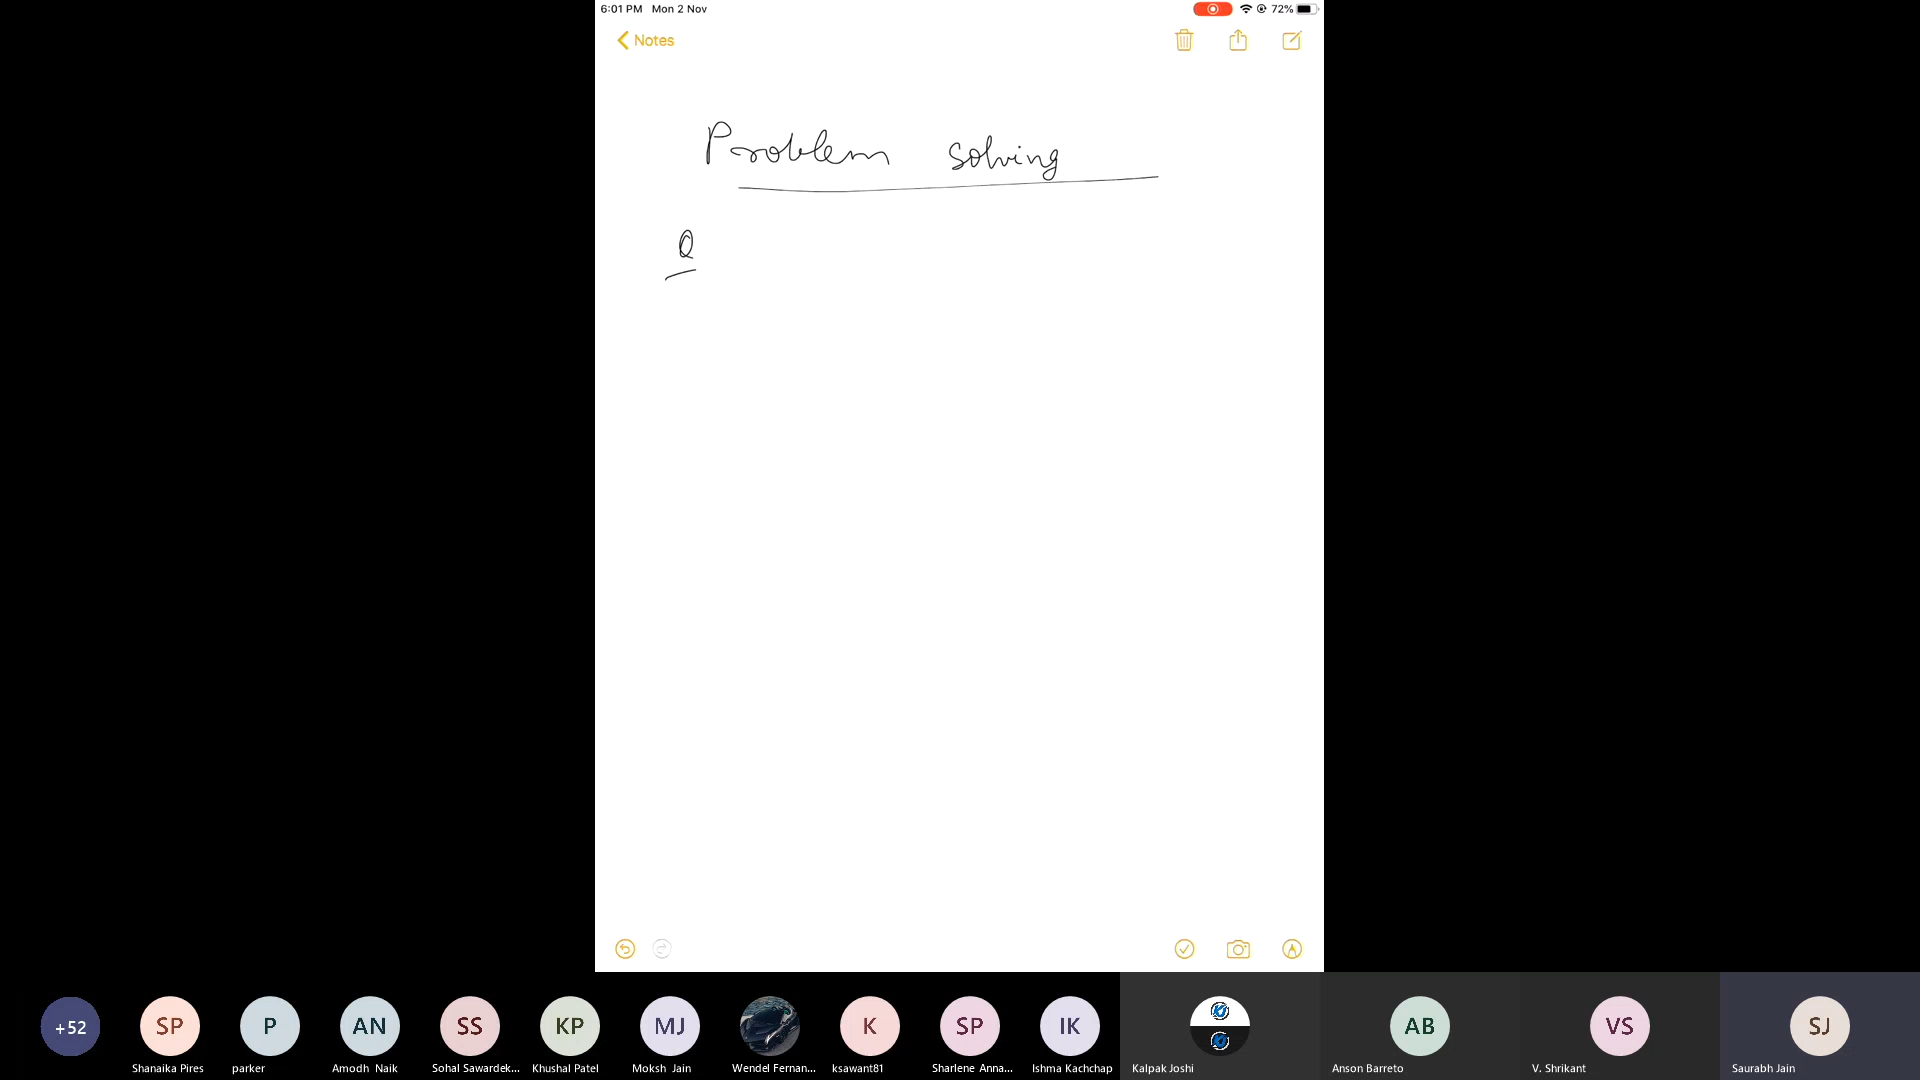 6:01 PM Mon 2 Nov 72%
Notes
Problem solving
Q
+52 SP P AN SS KP MJ K SP IK AB VS SJ
Shanaika Pires parker Amodh Naik Sohal Sawardek... Khushal Patel Moksh Jain Wendel Fernan... ksawant81 Sharlene Anna... Ishma Kachchap Kalpak Joshi Anson Barreto V. Shrikant Saurabh Jain